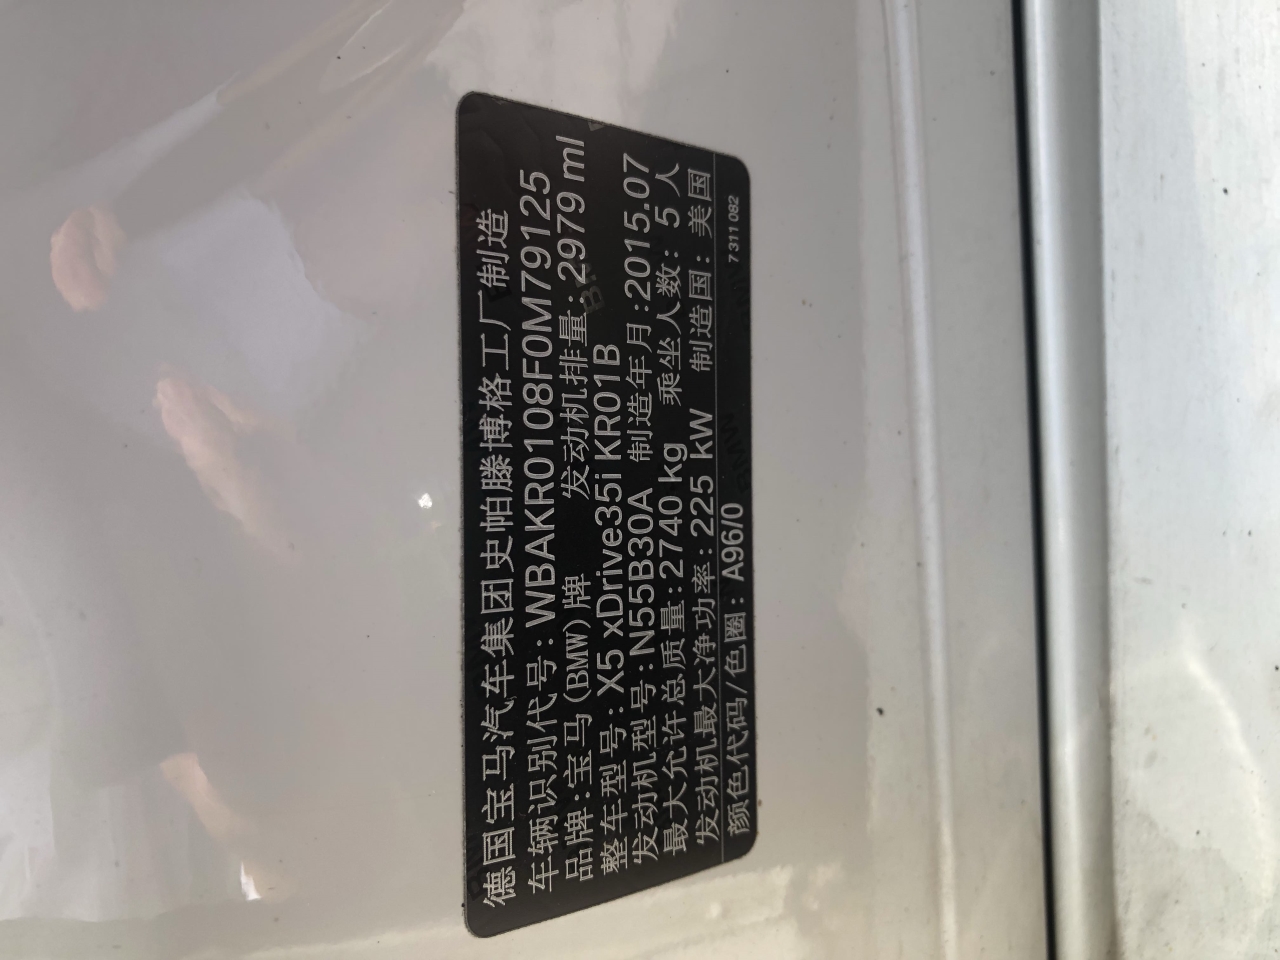 德国宝马汽车集团史帕滕博格工厂制造
车辆识别代号: WBAKR0108F0M79125
品牌:宝马(BMW)牌 发动机排量: 2979 ml
整车型号: X5 xDrive35i KR01B
发动机型号:N55B30A 制造年月:2015.07
最大允许总质量:2740 kg 乘坐人数: 5 人
发动机最大净功率: 225 kW 制造国: 美国
颜色代码/色圈: A96/0 7 311 082